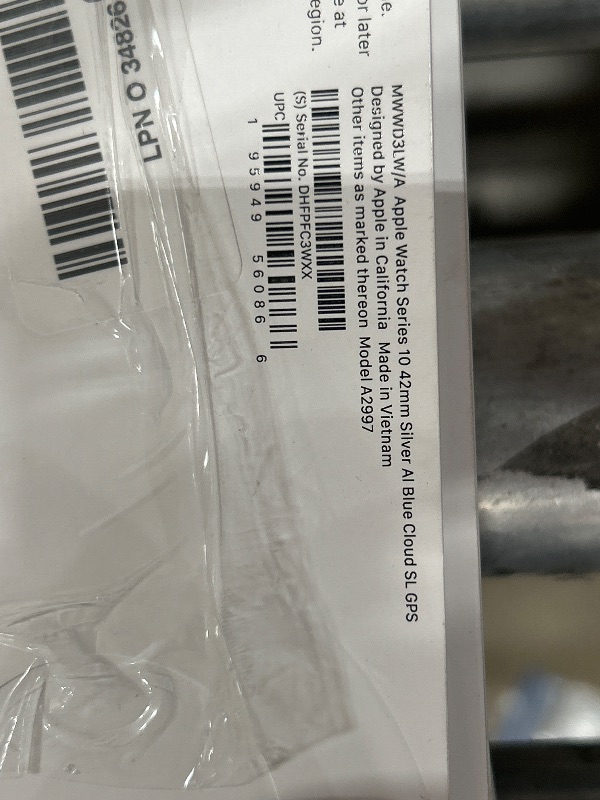 e.
or later
e at
egion.
MWWD3LW/A Apple Watch Series 10 42mm Silver Al Blue Cloud SL GPS
Designed by Apple in California Made in Vietnam
Other items as marked thereon Model A2997
(S) Serial No. DHFPFC3WXX
UPC
1 95949 56086 6
LPN O 34826